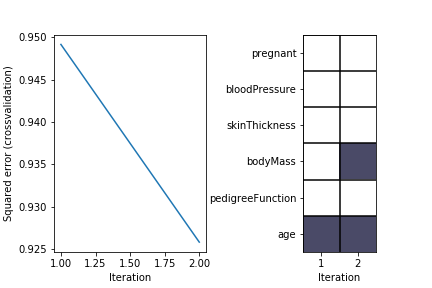 0.950
0.945
0.940
0.935
0.930
0.925
Squared error (crossvalidation)
1.00 1.25 1.50 1.75 2.00
Iteration
pregnant
bloodPressure
skinThickness
bodyMass
pedigreeFunction
age
1 2
Iteration